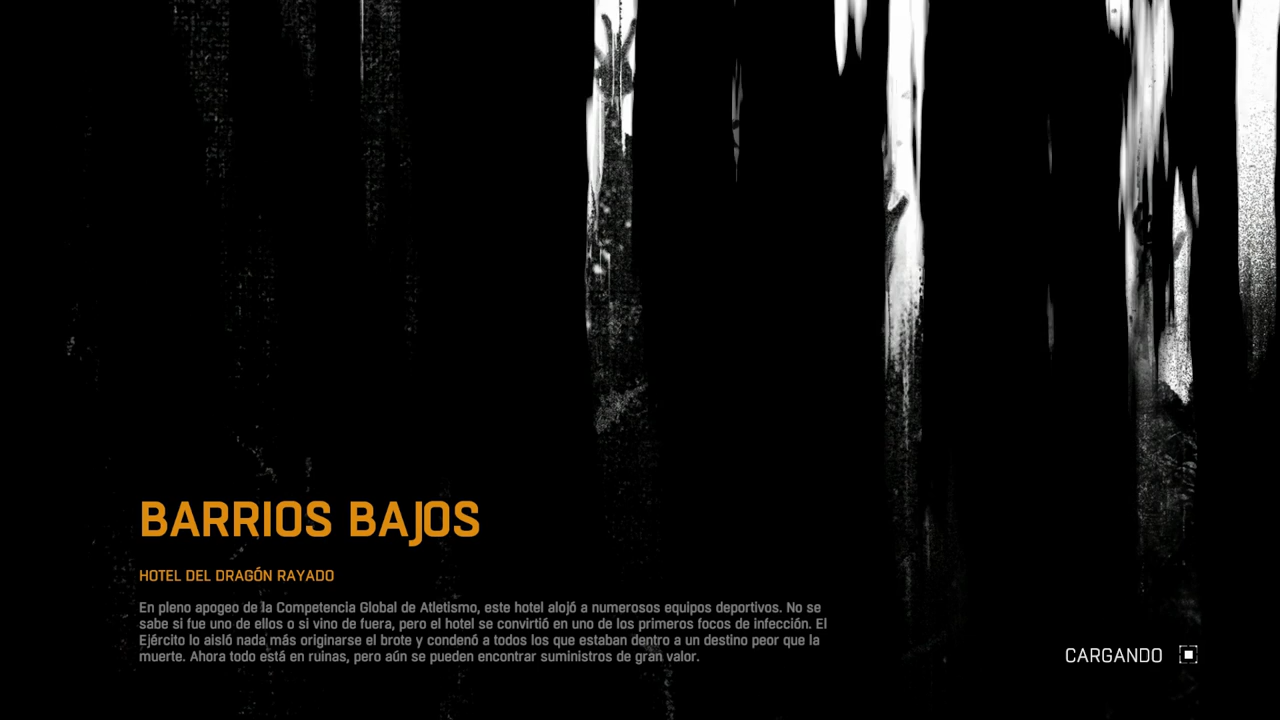 BARRIOS BAJOS
HOTEL DEL DRAGÓN RAYADO
En pleno apogeo de la Competencia Global de Atletismo, este hotel alojó a numerosos equipos deportivos. No se
sabe si fue uno de ellos o si vino de fuera, pero el hotel se convirtió en uno de los primeros focos de infección. El
Ejército lo aisló nada más originarse el brote y condenó a todos los que estaban dentro a un destino peor que la
muerte. Ahora todo está en ruinas, pero aún se pueden encontrar suministros de gran valor.
CARGANDO